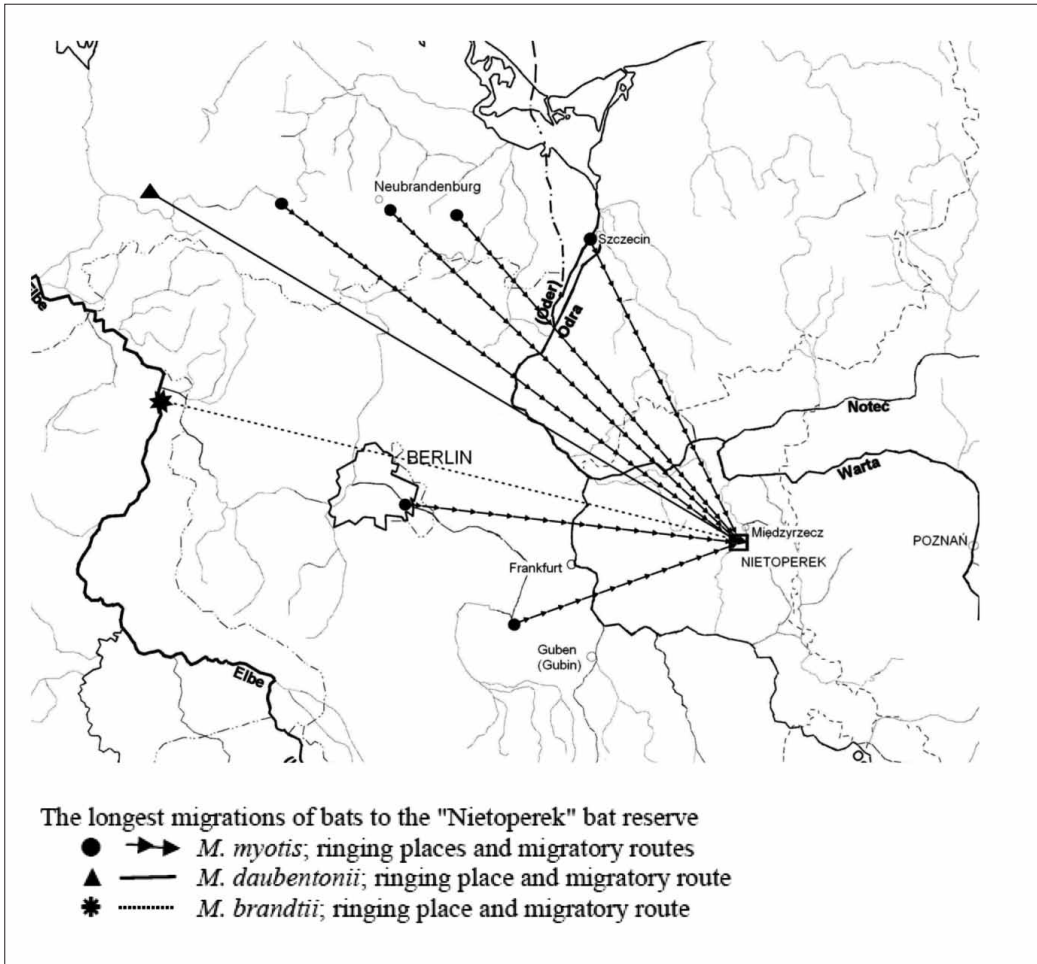 Neubrandenburg
Szczecin
Elbe
(Oder)
Odra
Noteć
BERLIN
Warta
Międzyrzecz
POZNAŃ
Frankfurt
NIETOPEREK
Guben
(Gubin)
Elbe
The longest migrations of bats to the "Nietoperek" bat reserve
M. myotis; ringing places and migratory routes
M. daubentonii; ringing place and migratory route
M. brandtii; ringing place and migratory route